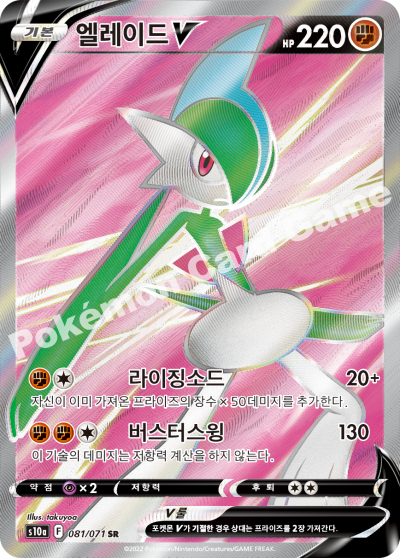 기본 엘레이드 V HP 220
Pokémon Card Game
라이징소드 20+
자신이 이미 가져온 프라이즈의 장수 × 50데미지를 추가한다.
버스터스윙 130
이 기술의 데미지는 저항력 계산을 하지 않는다.
약점 ×2 저항력 후퇴
Illus. takuyoa
V룰
s10a F 081/071 SR
포켓몬 V가 기절한 경우 상대는 프라이즈를 2장 가져간다.
©2022 Pokémon/Nintendo/Creatures/GAME FREAK.